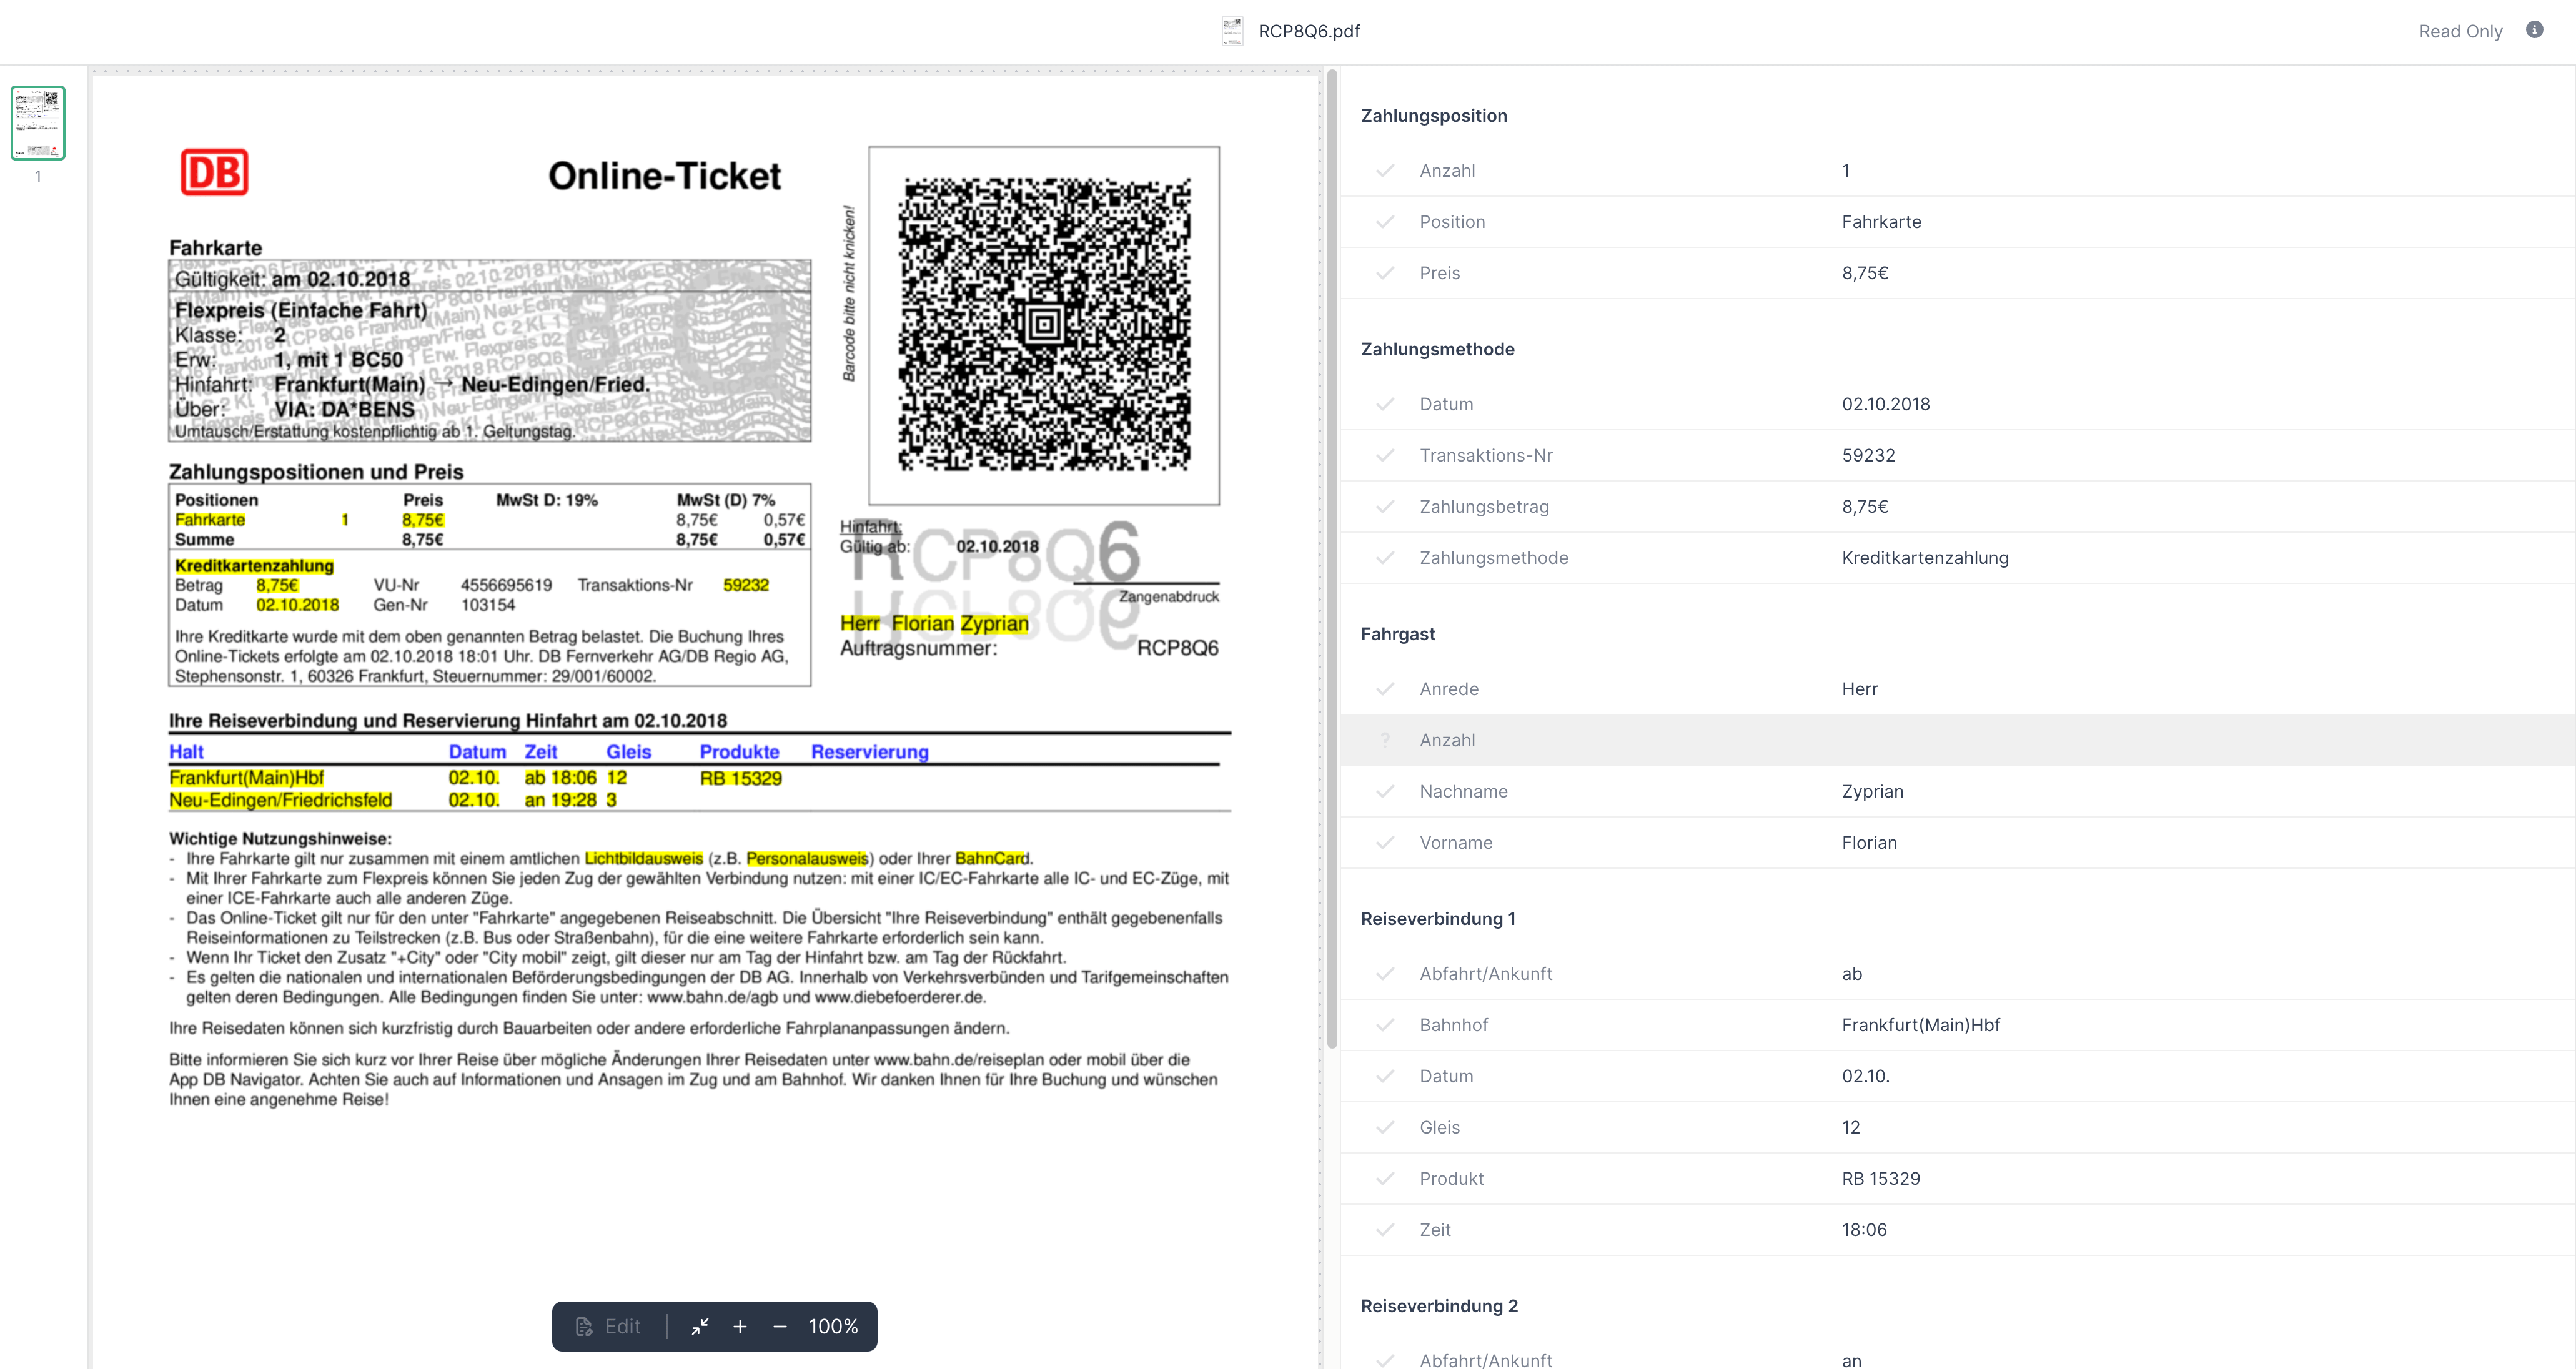 RCP8Q6.pdf
Read Only
1
DB
Online-Ticket
Barcode bitte nicht knicken!
Fahrkarte
Gültigkeit: am 02.10.2018
Flexpreis (Einfache Fahrt)
Klasse: 2
Erw: 1, mit 1 BC50
Hinfahrt: Frankfurt(Main) → Neu-Edingen/Fried.
Über: VIA: DA*BENS
Umtausch/Erstattung kostenpflichtig ab 1. Geltungstag.
Zahlungspositionen und Preis
Positionen Preis MwSt D: 19% MwSt (D) 7%
Fahrkarte 1 8,75€ 8,75€ 0,57€
Summe 8,75€ 8,75€ 0,57€
Kreditkartenzahlung
Betrag 8,75€ VU-Nr 4556695619 Transaktions-Nr 59232
Datum 02.10.2018 Gen-Nr 103154
Ihre Kreditkarte wurde mit dem oben genannten Betrag belastet. Die Buchung Ihres
Online-Tickets erfolgte am 02.10.2018 18:01 Uhr. DB Fernverkehr AG/DB Regio AG,
Stephensonstr. 1, 60326 Frankfurt, Steuernummer: 29/001/60002.
Hinfahrt:
RCP8Q6
Gültig ab: 02.10.2018
Zangenabdruck
Herr Florian Zyprian
Auftragsnummer: RCP8Q6
Ihre Reiseverbindung und Reservierung Hinfahrt am 02.10.2018
Halt Datum Zeit Gleis Produkte Reservierung
Frankfurt(Main)Hbf 02.10. ab 18:06 12 RB 15329
Neu-Edingen/Friedrichsfeld 02.10. an 19:28 3
Wichtige Nutzungshinweise:
- Ihre Fahrkarte gilt nur zusammen mit einem amtlichen Lichtbildausweis (z.B. Personalausweis) oder Ihrer BahnCard.
- Mit Ihrer Fahrkarte zum Flexpreis können Sie jeden Zug der gewählten Verbindung nutzen: mit einer IC/EC-Fahrkarte alle IC- und EC-Züge, mit
einer ICE-Fahrkarte auch alle anderen Züge.
- Das Online-Ticket gilt nur für den unter "Fahrkarte" angegebenen Reiseabschnitt. Die Übersicht "Ihre Reiseverbindung" enthält gegebenenfalls
Reiseinformationen zu Teilstrecken (z.B. Bus oder Straßenbahn), für die eine weitere Fahrkarte erforderlich sein kann.
- Wenn Ihr Ticket den Zusatz "+City" oder "City mobil" zeigt, gilt dieser nur am Tag der Hinfahrt bzw. am Tag der Rückfahrt.
- Es gelten die nationalen und internationalen Beförderungsbedingungen der DB AG. Innerhalb von Verkehrsverbünden und Tarifgemeinschaften
gelten deren Bedingungen. Alle Bedingungen finden Sie unter: www.bahn.de/agb und www.diebefoerderer.de.
Ihre Reisedaten können sich kurzfristig durch Bauarbeiten oder andere erforderliche Fahrplananpassungen ändern.
Bitte informieren Sie sich kurz vor Ihrer Reise über mögliche Änderungen Ihrer Reisedaten unter www.bahn.de/reiseplan oder mobil über die
App DB Navigator. Achten Sie auch auf Informationen und Ansagen im Zug und am Bahnhof. Wir danken Ihnen für Ihre Buchung und wünschen
Ihnen eine angenehme Reise!
Edit 100%
Zahlungsposition
Anzahl 1
Position Fahrkarte
Preis 8,75€
Zahlungsmethode
Datum 02.10.2018
Transaktions-Nr 59232
Zahlungsbetrag 8,75€
Zahlungsmethode Kreditkartenzahlung
Fahrgast
Anrede Herr
Anzahl
Nachname Zyprian
Vorname Florian
Reiseverbindung 1
Abfahrt/Ankunft ab
Bahnhof Frankfurt(Main)Hbf
Datum 02.10.
Gleis 12
Produkt RB 15329
Zeit 18:06
Reiseverbindung 2
Abfahrt/Ankunft an